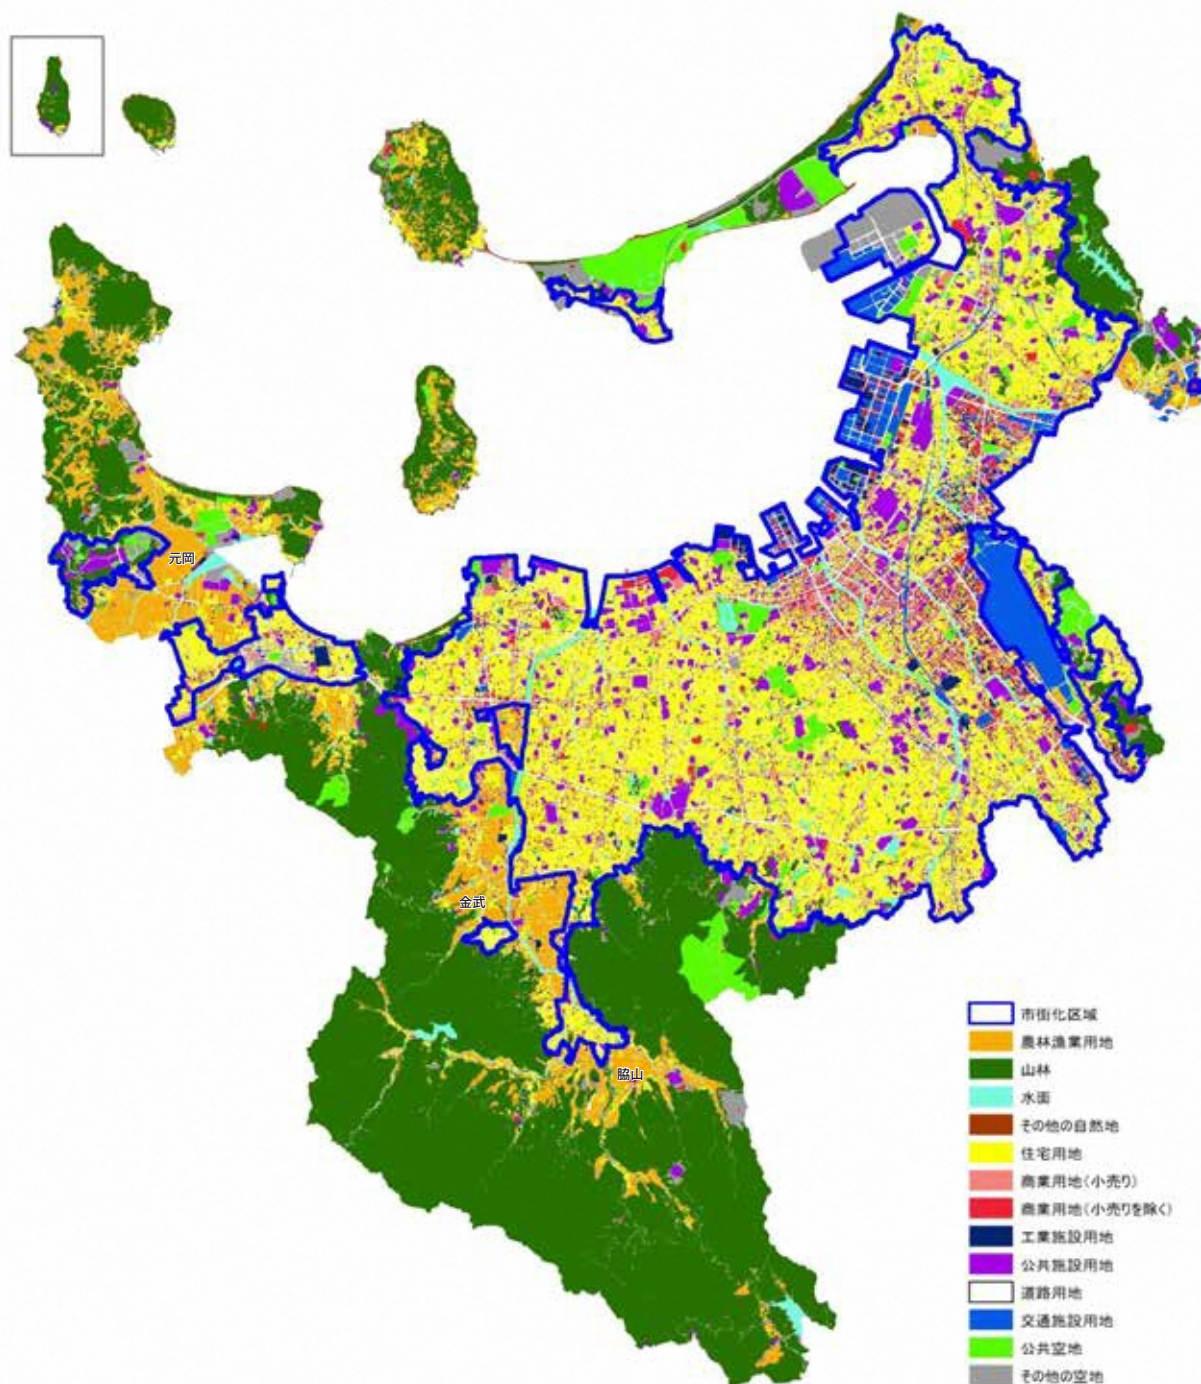 元岡
金武
脇山
市街化区域
農林漁業用地
山林
水面
その他の自然地
住宅用地
商業用地(小売り)
商業用地(小売りを除く)
工業施設用地
公共施設用地
道路用地
交通施設用地
公共空地
その他の空地